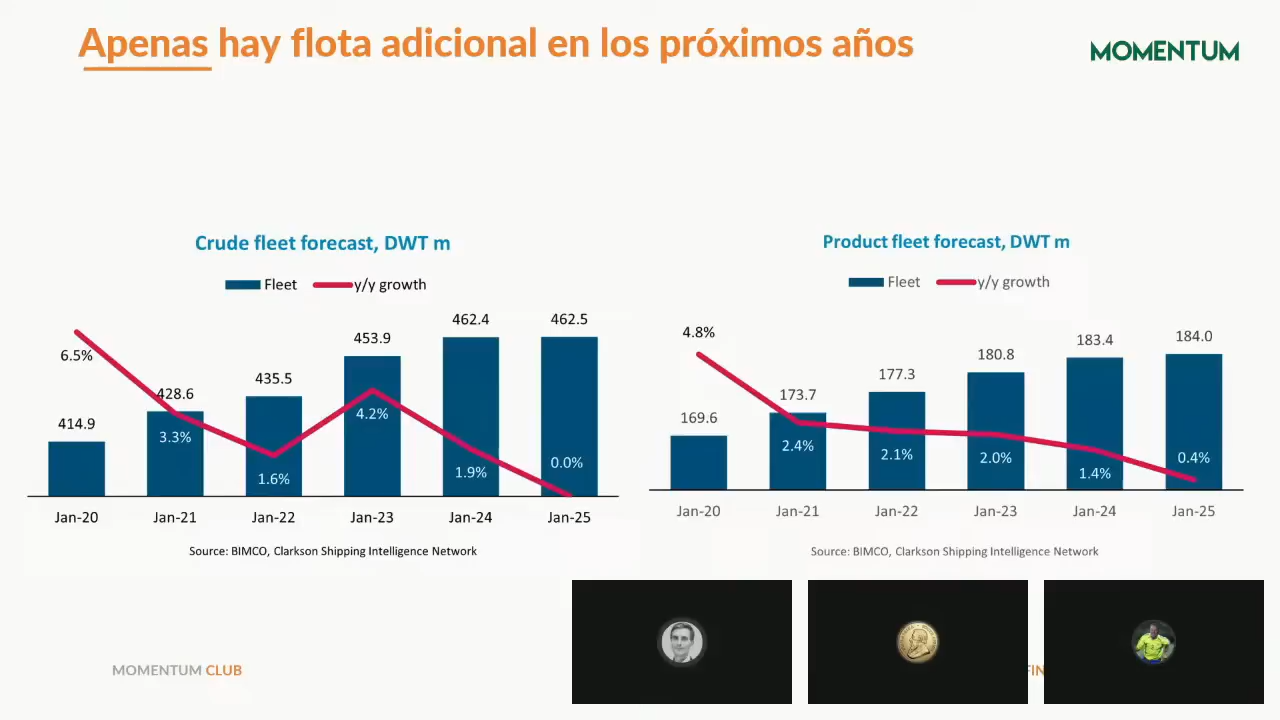 Apenas hay flota adicional en los próximos años
MOMENTUM
Crude fleet forecast, DWT m
Fleet y/y growth
414.9 428.6 435.5 453.9 462.4 462.5
6.5% 3.3% 1.6% 4.2% 1.9% 0.0%
Jan-20 Jan-21 Jan-22 Jan-23 Jan-24 Jan-25
Source: BIMCO, Clarkson Shipping Intelligence Network
Product fleet forecast, DWT m
Fleet y/y growth
169.6 173.7 177.3 180.8 183.4 184.0
4.8% 2.4% 2.1% 2.0% 1.4% 0.4%
Jan-20 Jan-21 Jan-22 Jan-23 Jan-24 Jan-25
Source: BIMCO, Clarkson Shipping Intelligence Network
MOMENTUM CLUB
FIN